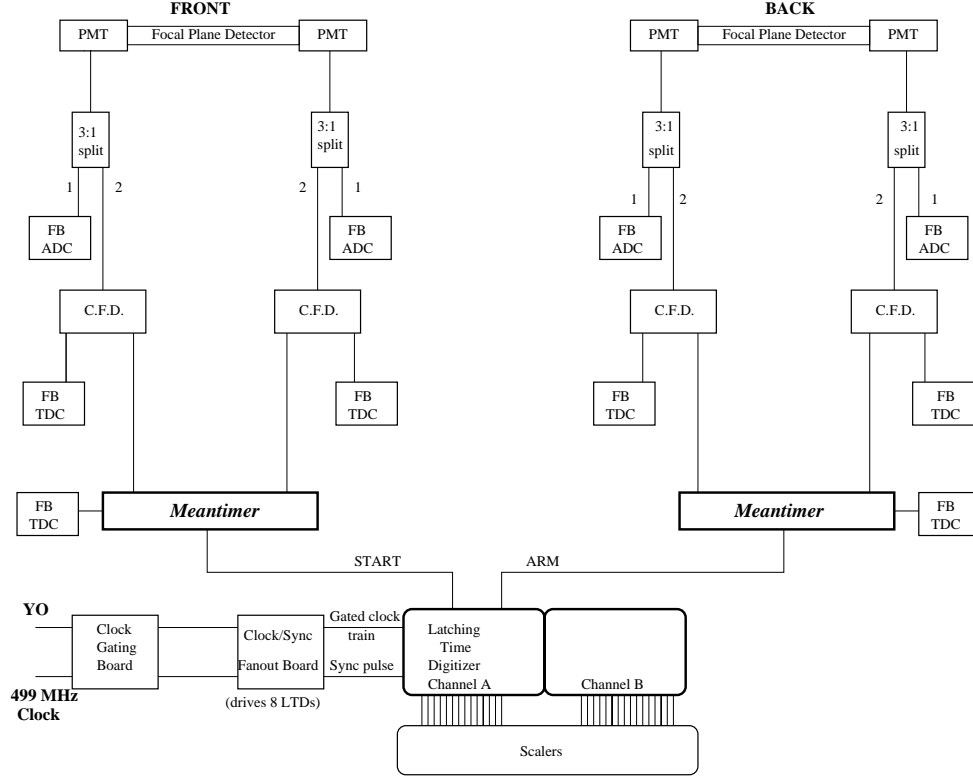 FRONT
BACK
PMT
Focal Plane Detector
PMT
PMT
Focal Plane Detector
PMT
3:1
split
3:1
split
3:1
split
3:1
split
1
2
2
1
1
2
2
1
FB
ADC
FB
ADC
FB
ADC
FB
ADC
C.F.D.
C.F.D.
C.F.D.
C.F.D.
FB
TDC
FB
TDC
FB
TDC
FB
TDC
FB
TDC
Meantimer
Meantimer
FB
TDC
START
ARM
YO
499 MHz
Clock
Clock
Gating
Board
Clock/Sync
Fanout Board
(drives 8 LTDs)
Gated clock
train
Sync pulse
Latching
Time
Digitizer
Channel A
Channel B
Scalers